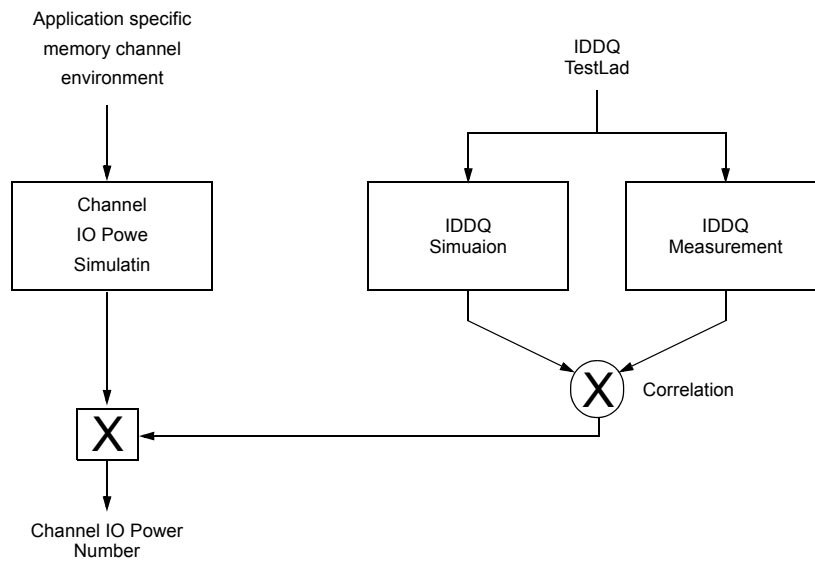 Application specific
memory channel
environment
IDDQ
TestLad
Channel
IO Powe
Simulatin
IDDQ
Simuaion
IDDQ
Measurement
X
Correlation
X
Channel IO Power
Number